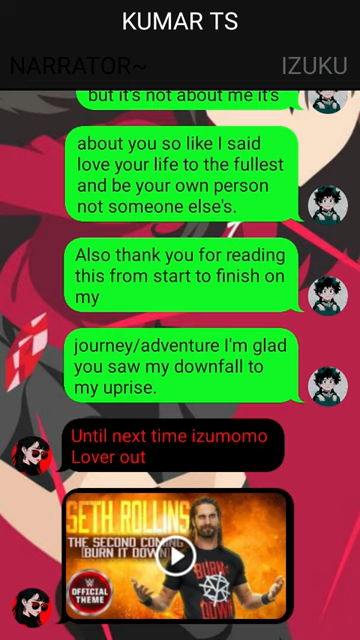 KUMAR TS
NARRATOR~
IZUKU
but it's not about me it's
about you so like I said
love your life to the fullest
and be your own person
not someone else's.
Also thank you for reading
this from start to finish on
my
journey/adventure I'm glad
you saw my downfall to
my uprise.
Until next time izumomo
Lover out
SETH ROLLINS
THE SECOND COMING
(BURN IT DOWN)
OFFICIAL
THEME
BURN
DOWN